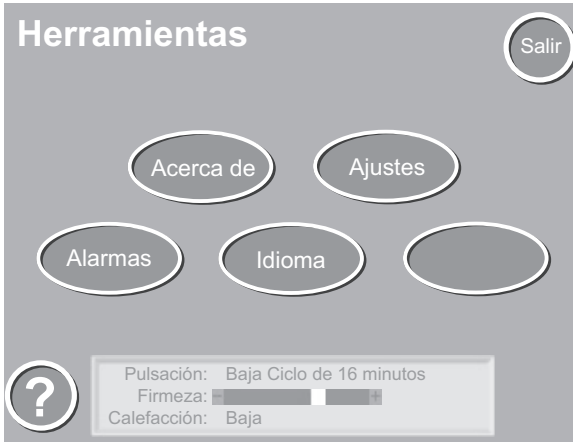 Herramientas
Salir
Acerca de
Ajustes
Alarmas
Idioma
?
Pulsación: Baja Ciclo de 16 minutos
Firmeza: - +
Calefacción: Baja